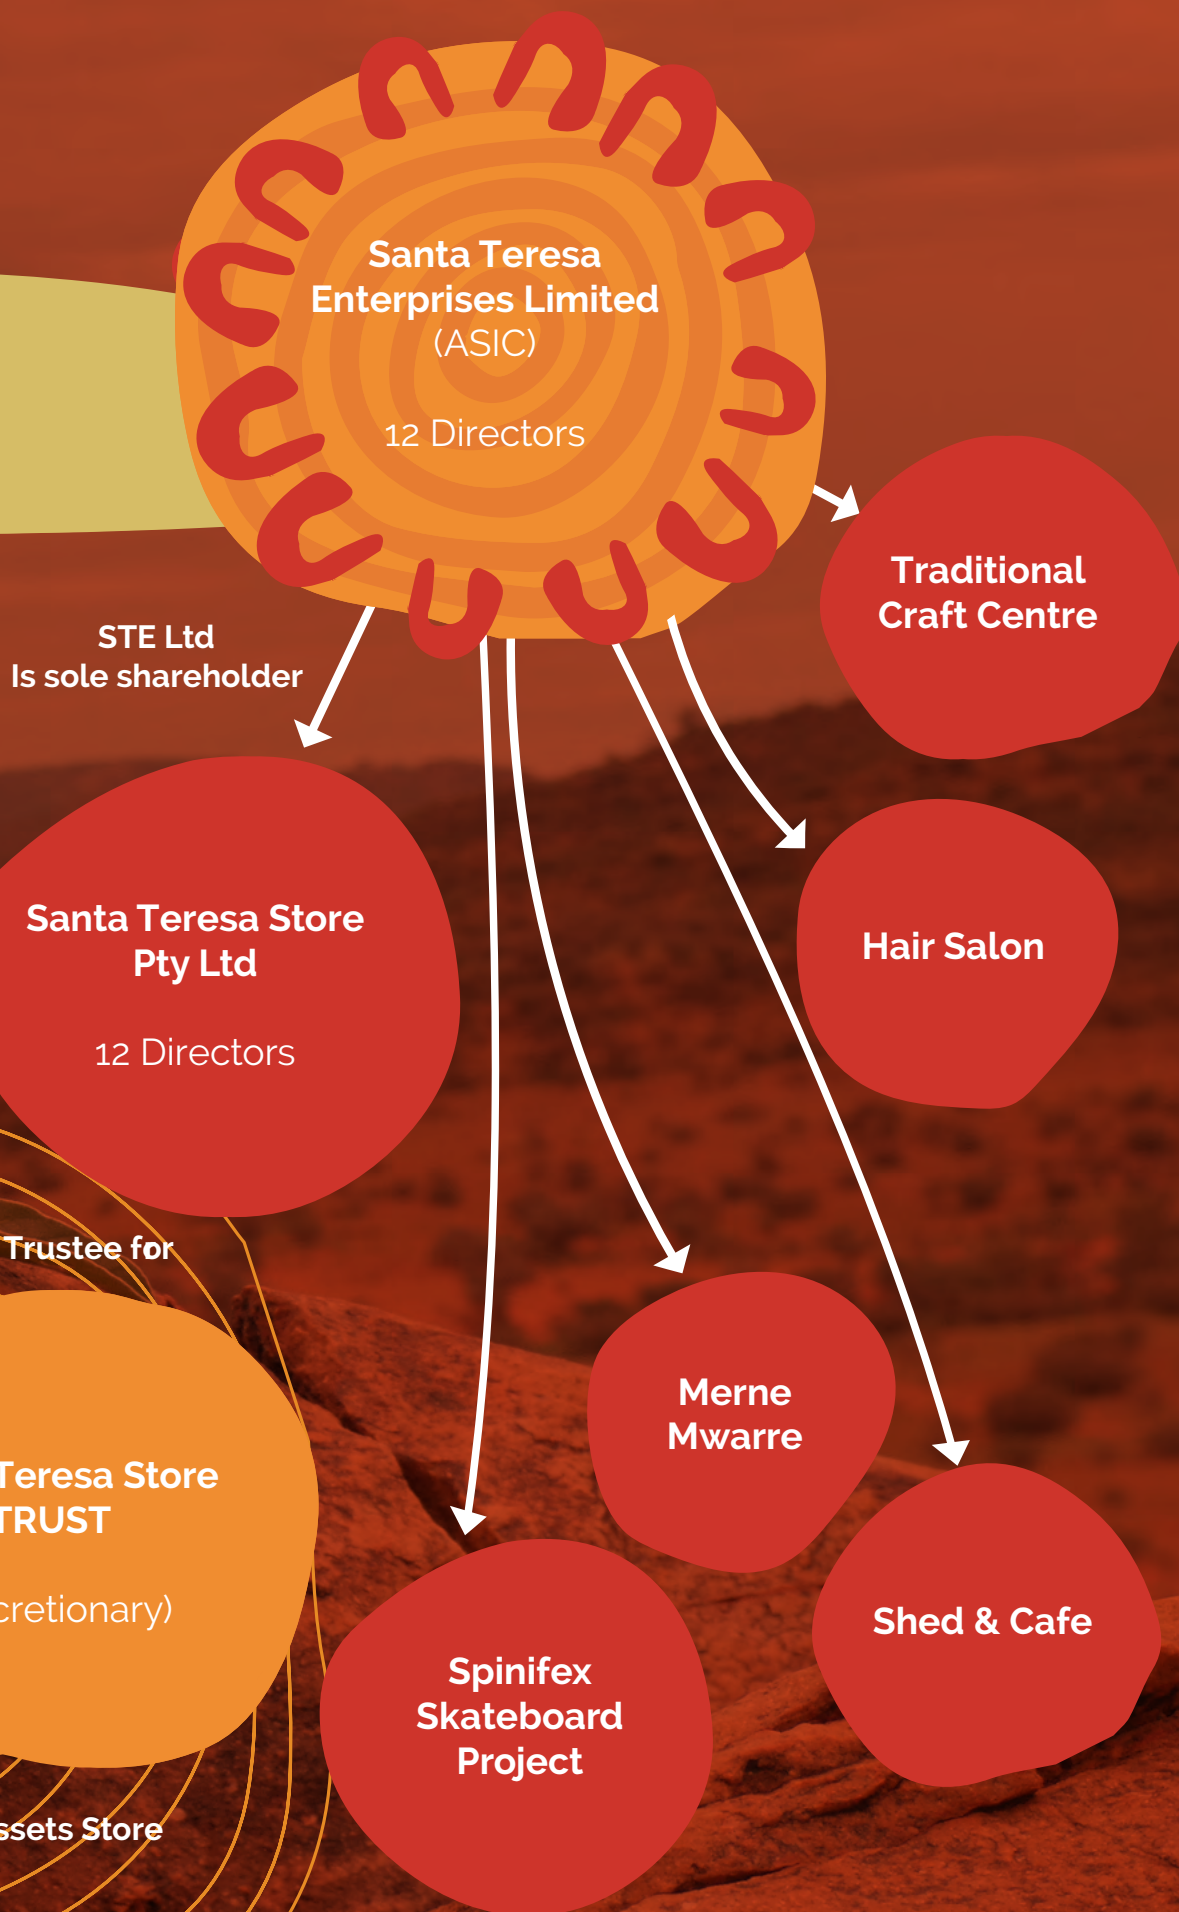 Santa Teresa
Enterprises Limited
(ASIC)
12 Directors
STE Ltd
Is sole shareholder
Traditional
Craft Centre
Santa Teresa Store
Pty Ltd
12 Directors
Hair Salon
Trustee for
Teresa Store
TRUST
cretionary)
Merne
Mwarre
Shed & Cafe
Spinifex
Skateboard
Project
ssets Store